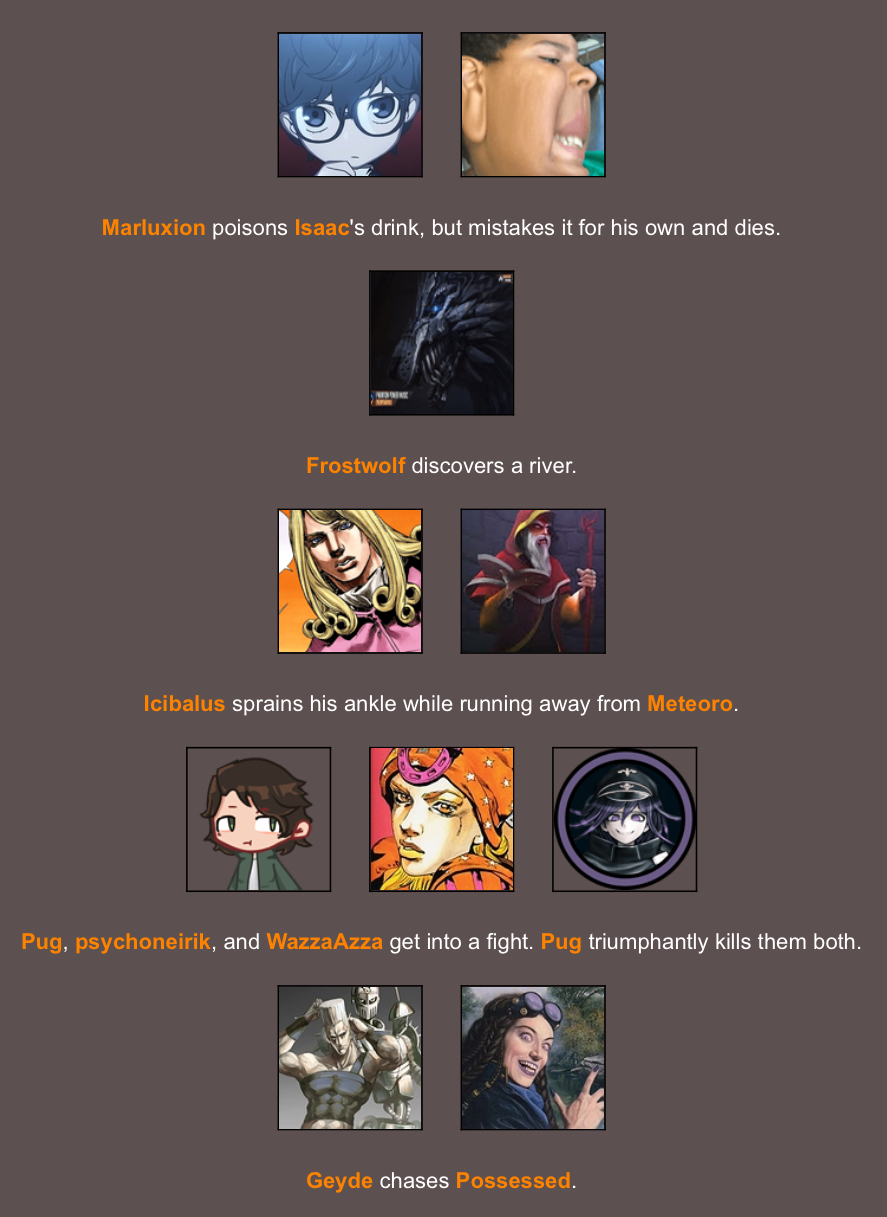 Marluxion poisons Isaac's drink, but mistakes it for his own and dies.
Frostwolf discovers a river.
Icibalus sprains his ankle while running away from Meteoro.
Pug, psychoneirik, and WazzaAzza get into a fight. Pug triumphantly kills them both.
Geyde chases Possessed.